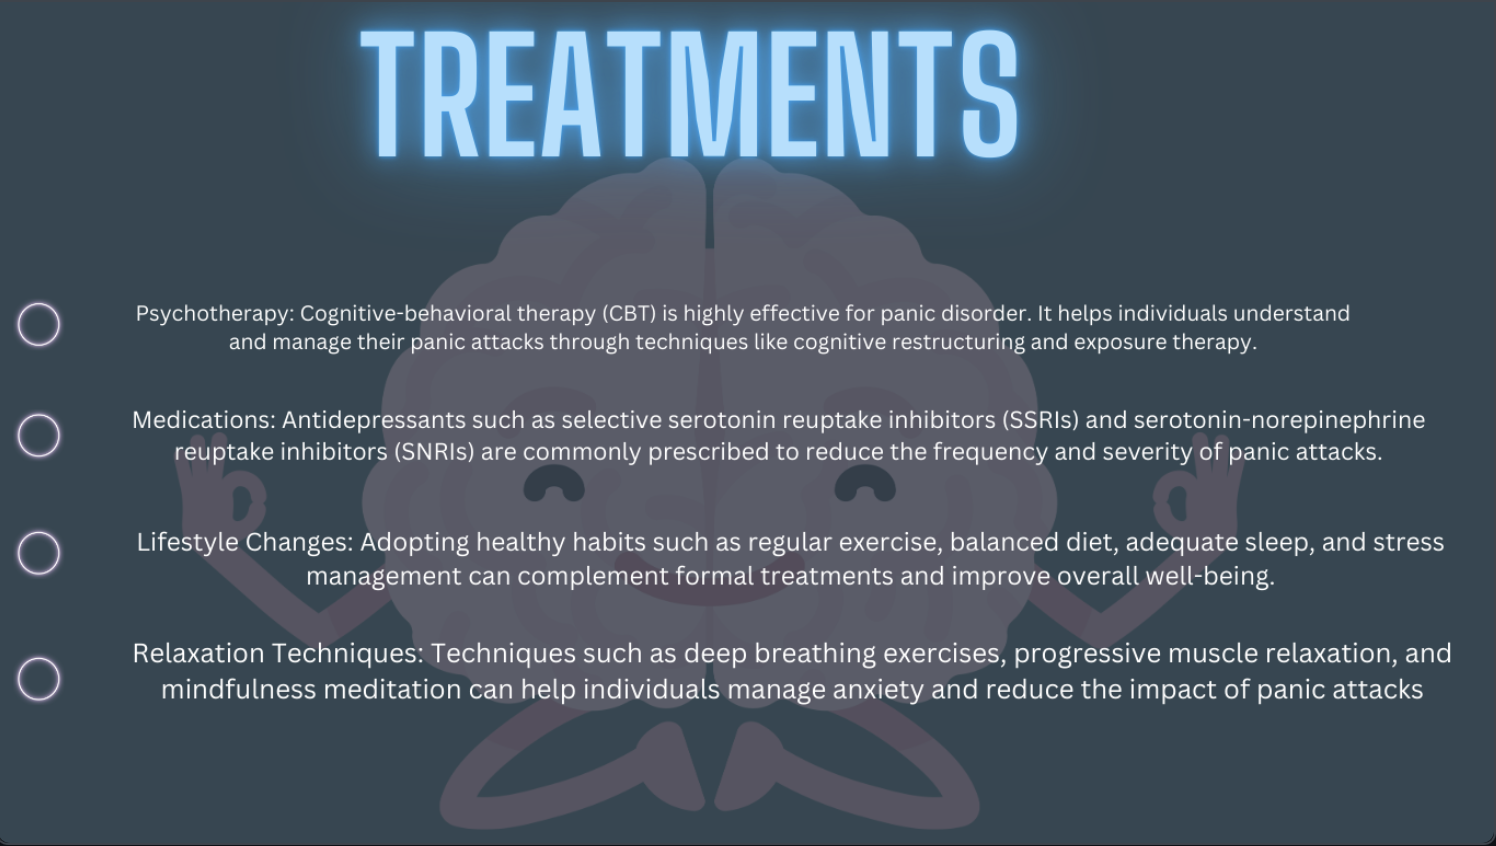 TREATMENTS
Psychotherapy: Cognitive-behavioral therapy (CBT) is highly effective for panic disorder. It helps individuals understand
and manage their panic attacks through techniques like cognitive restructuring and exposure therapy.
Medications: Antidepressants such as selective serotonin reuptake inhibitors (SSRIs) and serotonin-norepinephrine
reuptake inhibitors (SNRIs) are commonly prescribed to reduce the frequency and severity of panic attacks.
Lifestyle Changes: Adopting healthy habits such as regular exercise, balanced diet, adequate sleep, and stress
management can complement formal treatments and improve overall well-being.
Relaxation Techniques: Techniques such as deep breathing exercises, progressive muscle relaxation, and
mindfulness meditation can help individuals manage anxiety and reduce the impact of panic attacks